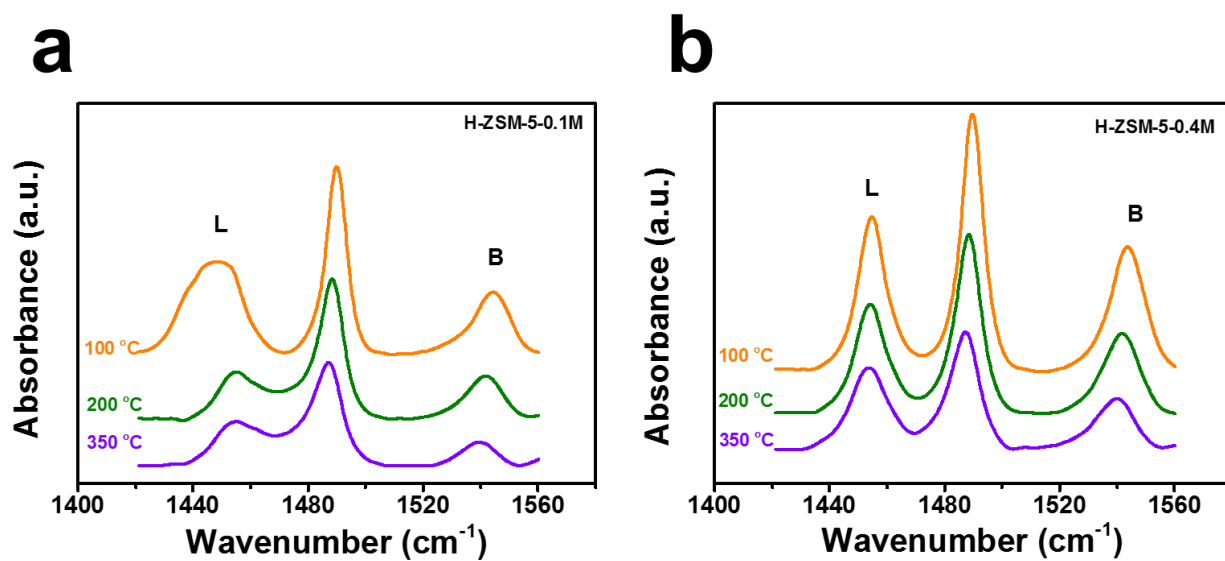 a
H-ZSM-5-0.1M
L
B
100 °C
200 °C
350 °C
Absorbance (a.u.)
1400 1440 1480 1520 1560
Wavenumber (cm⁻¹)
b
H-ZSM-5-0.4M
L
B
100 °C
200 °C
350 °C
Absorbance (a.u.)
1400 1440 1480 1520 1560
Wavenumber (cm⁻¹)